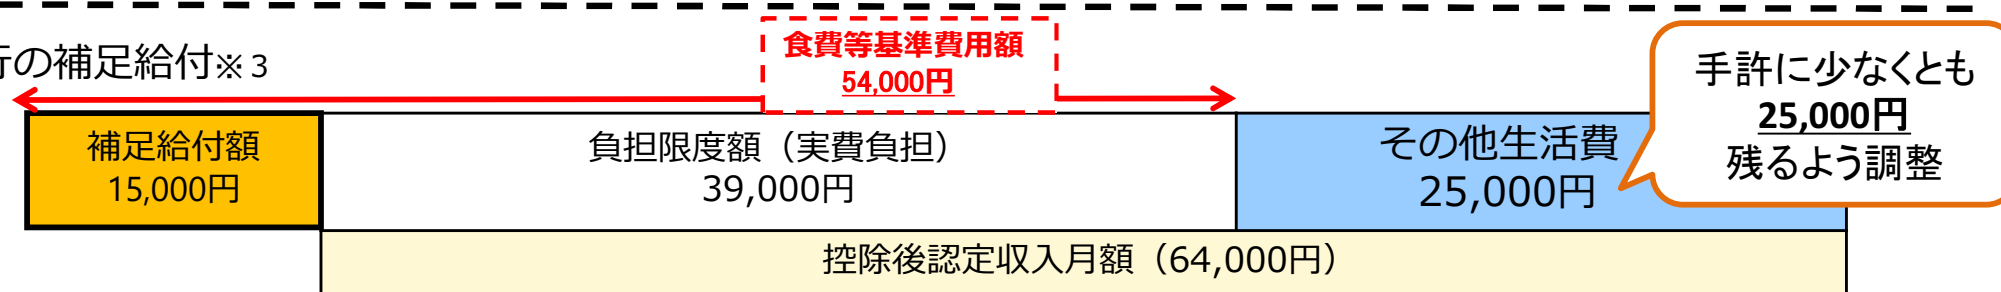 行の補足給付※3
食費等基準費用額
54,000円
手許に少なくとも
25,000円
残るよう調整
補足給付額
15,000円
負担限度額（実費負担）
39,000円
その他生活費
25,000円
控除後認定収入月額（64,000円）